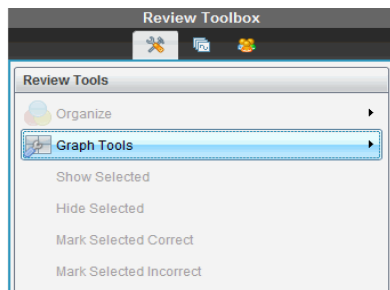 Review Toolbox
Review Tools
Organize
Graph Tools
Show Selected
Hide Selected
Mark Selected Correct
Mark Selected Incorrect